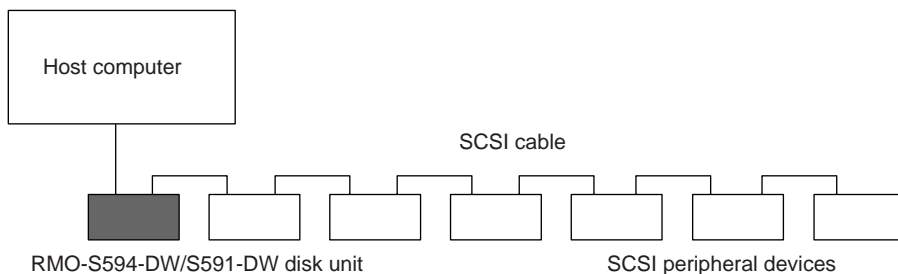 Host computer
SCSI cable
RMO-S594-DW/S591-DW disk unit
SCSI peripheral devices